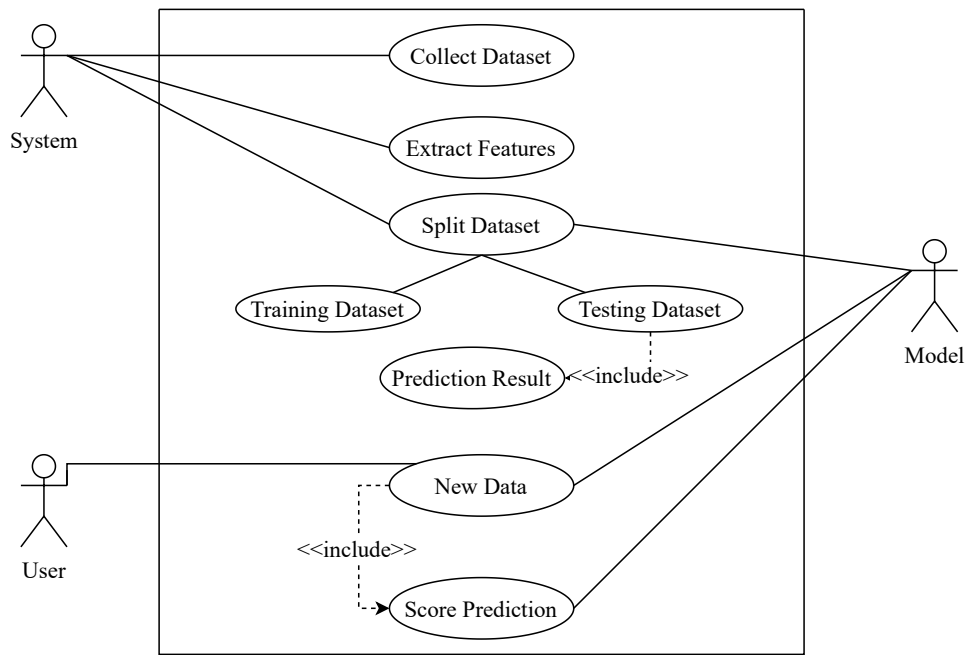 Collect Dataset
System
Extract Features
Split Dataset
Training Dataset
Testing Dataset
Model
Prediction Result
<<include>>
New Data
User
<<include>>
Score Prediction